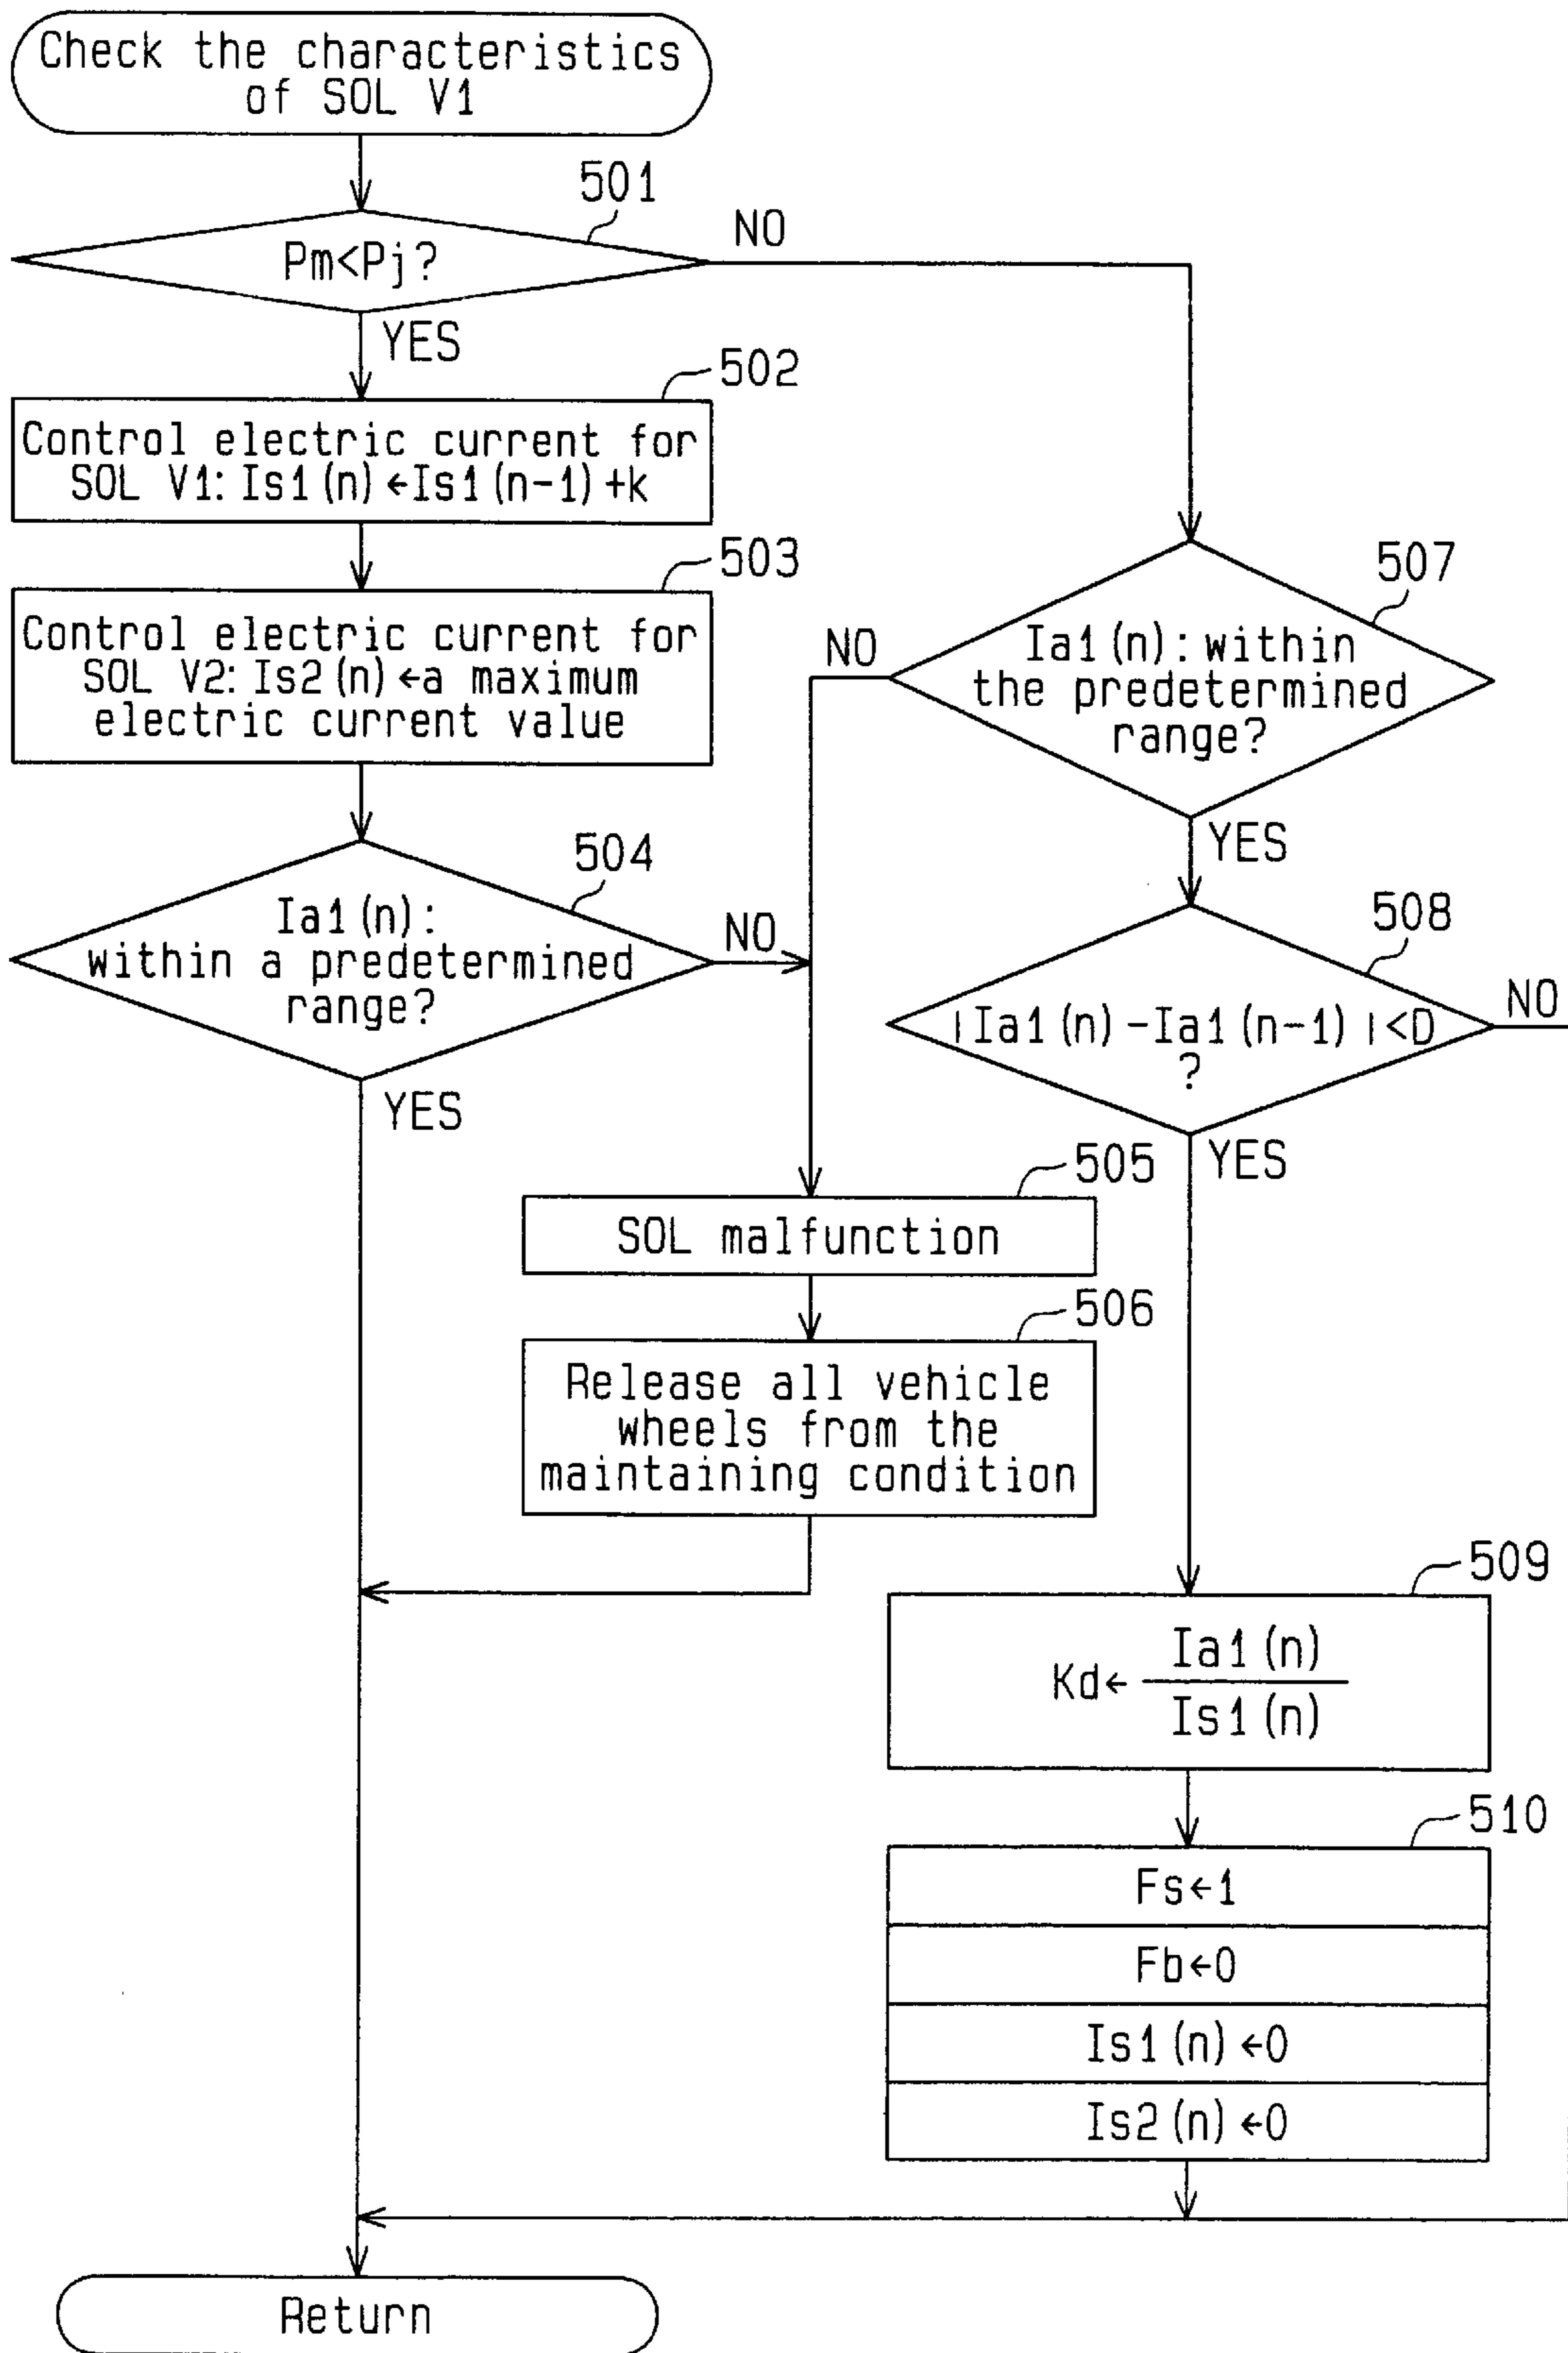 Check the characteristics
of SOL V1
501
Pm<Pj?
NO
YES
502
Control electric current for
SOL V1: Is1(n)←Is1(n-1)+k
503
Control electric current for
SOL V2: Is2(n)←a maximum
electric current value
504
Ia1(n):
within a predetermined
range?
NO
YES
507
Ia1(n): within
the predetermined
range?
NO
YES
508
|Ia1(n)-Ia1(n-1)|<D
?
NO
YES
505
SOL malfunction
506
Release all vehicle
wheels from the
maintaining condition
509
Kd← Ia1(n)
Is1(n)
510
Fs←1
Fb←0
Is1(n)←0
Is2(n)←0
Return